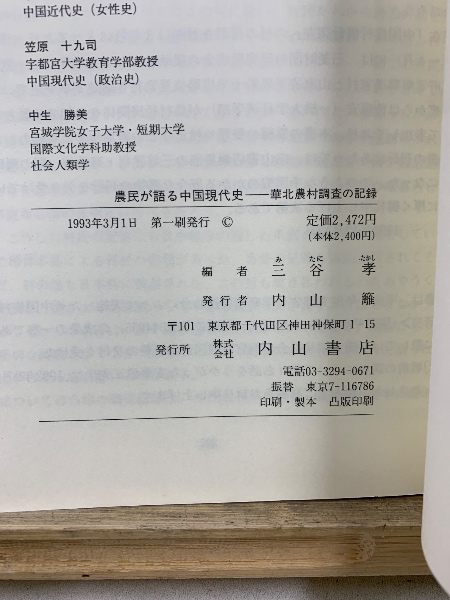 中国近代史（女性史）
笠原　十九司
宇都宮大学教育学部教授
中国現代史（政治史）
中生　勝美
宮城学院女子大学・短期大学
国際文化学科助教授
社会人類学
農民が語る中国現代史――華北農村調査の記録
1993年3月1日　第一刷発行　©　定価2,472円
（本体2,400円）
み　たに　たかし
編　者　三　谷　孝
発行者　内　山　籬
〒101　東京都千代田区神田神保町1-15
発行所　株式会社　内　山　書　店
電話03-3294-0671
振替　東京7-116786
印刷・製本　凸版印刷